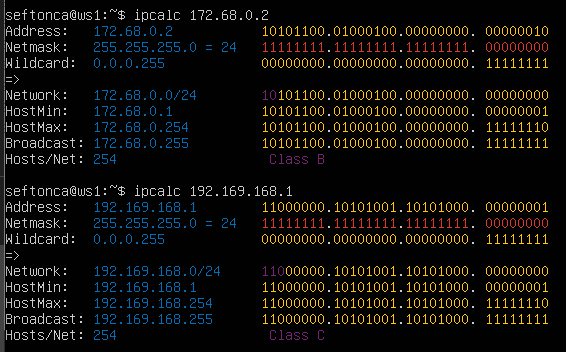 seftonca@ws1:~$ ipcalc 172.68.0.2
Address:   172.68.0.2           10101100.01000100.00000000. 00000010
Netmask:   255.255.255.0 = 24   11111111.11111111.11111111. 00000000
Wildcard:  0.0.0.255            00000000.00000000.00000000. 11111111
=>
Network:   172.68.0.0/24        10101100.01000100.00000000. 00000000
HostMin:   172.68.0.1           10101100.01000100.00000000. 00000001
HostMax:   172.68.0.254         10101100.01000100.00000000. 11111110
Broadcast: 172.68.0.255         10101100.01000100.00000000. 11111111
Hosts/Net: 254                   Class B
seftonca@ws1:~$ ipcalc 192.169.168.1
Address:   192.169.168.1        11000000.10101001.10101000. 00000001
Netmask:   255.255.255.0 = 24   11111111.11111111.11111111. 00000000
Wildcard:  0.0.0.255            00000000.00000000.00000000. 11111111
=>
Network:   192.169.168.0/24     11000000.10101001.10101000. 00000000
HostMin:   192.169.168.1        11000000.10101001.10101000. 00000001
HostMax:   192.169.168.254      11000000.10101001.10101000. 11111110
Broadcast: 192.169.168.255      11000000.10101001.10101000. 11111111
Hosts/Net: 254                   Class C